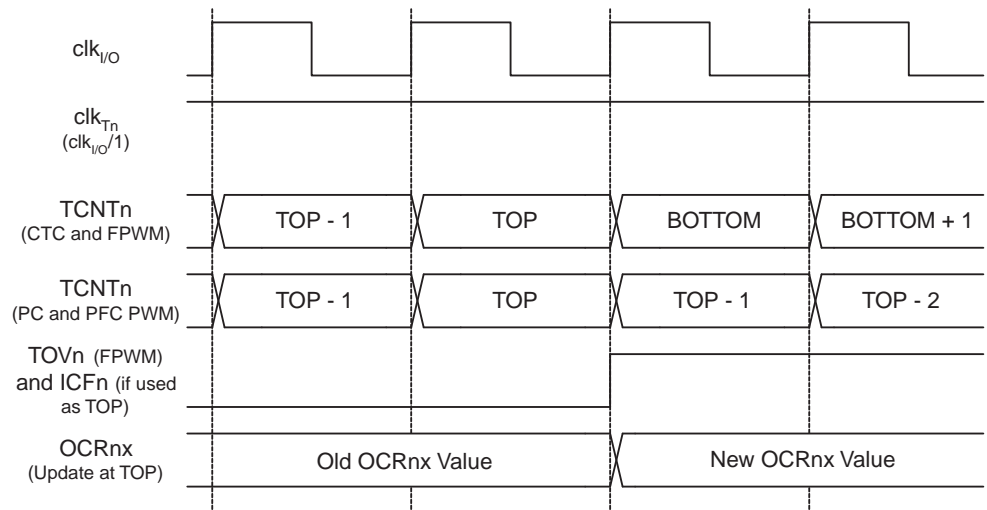 clkI/O
clkTn
(clkI/O/1)
TCNTn
(CTC and FPWM)
TOP - 1
TOP
BOTTOM
BOTTOM + 1
TCNTn
(PC and PFC PWM)
TOP - 1
TOP
TOP - 1
TOP - 2
TOVn (FPWM)
and ICFn (if used
as TOP)
OCRnx
(Update at TOP)
Old OCRnx Value
New OCRnx Value